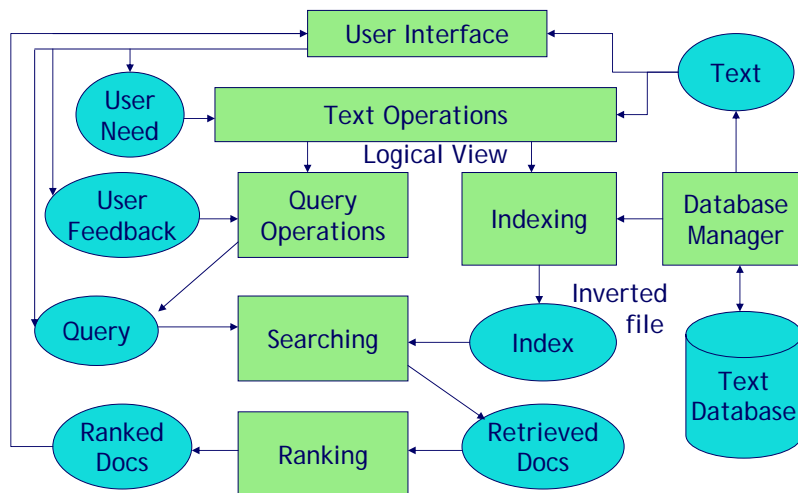 User Interface
Text
User
Need
Text Operations
Logical View
User
Feedback
Query
Operations
Indexing
Database
Manager
Inverted
file
Query
Searching
Index
Text
Database
Ranked
Docs
Ranking
Retrieved
Docs